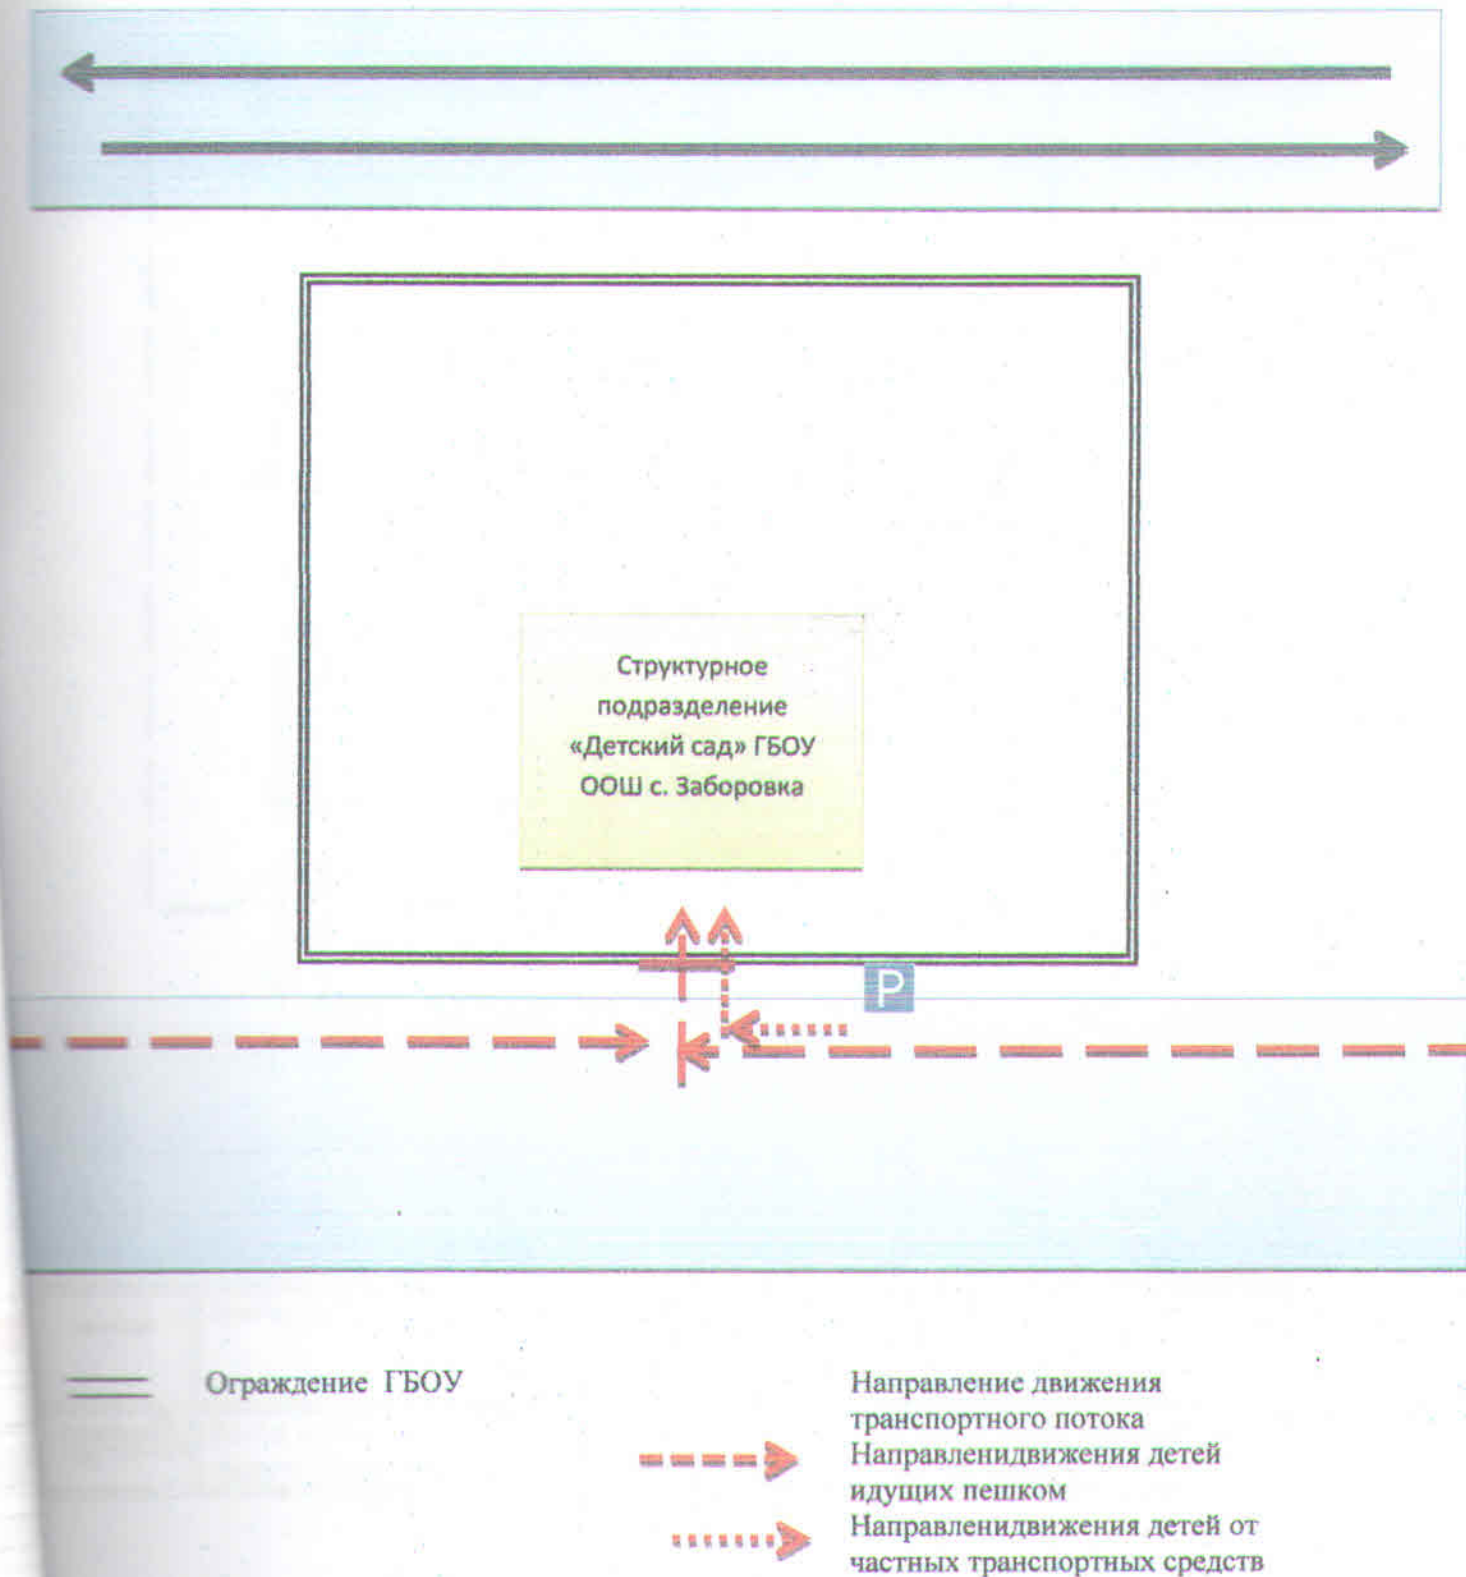 Структурное
подразделение
«Детский сад» ГБОУ
ООШ с. Заборовка
P
Ограждение ГБОУ
Направление движения
транспортного потока
Направленидвижения детей
идущих пешком
Направленидвижения детей от
частных транспортных средств